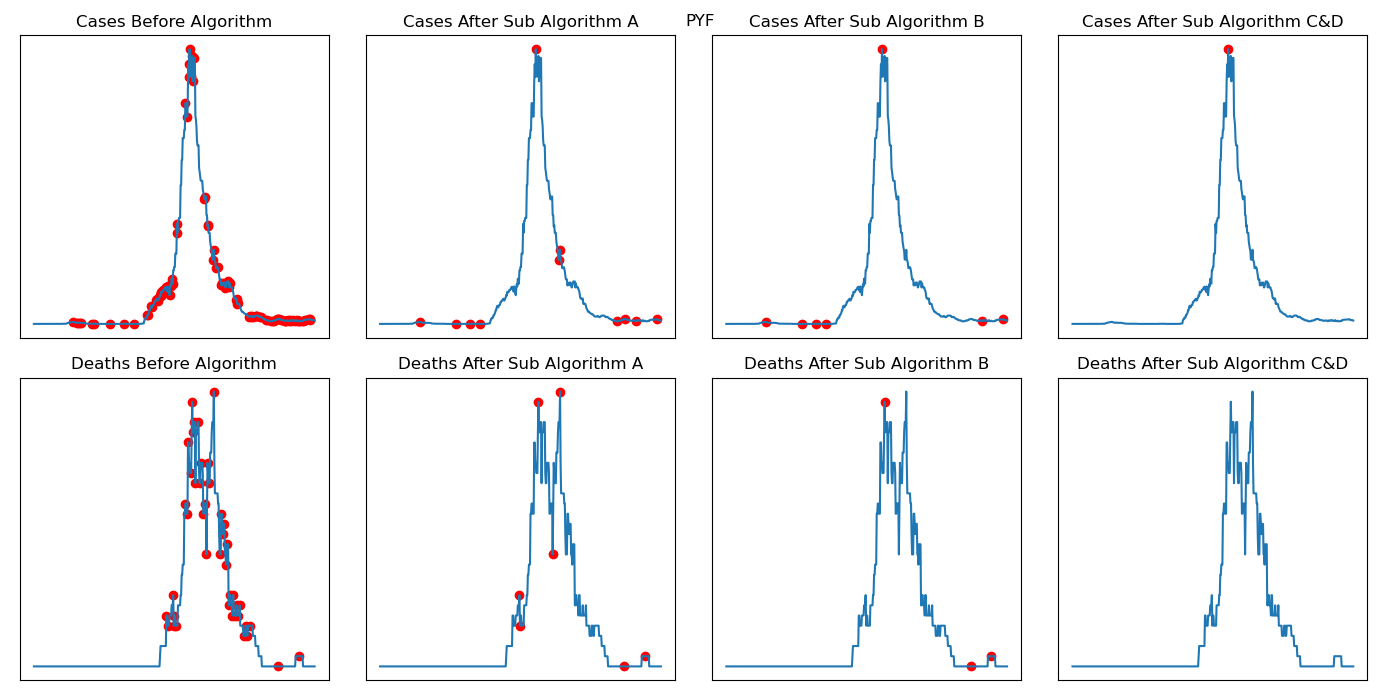 PYF
Cases Before Algorithm
Cases After Sub Algorithm A
Cases After Sub Algorithm B
Cases After Sub Algorithm C&D
Deaths Before Algorithm
Deaths After Sub Algorithm A
Deaths After Sub Algorithm B
Deaths After Sub Algorithm C&D